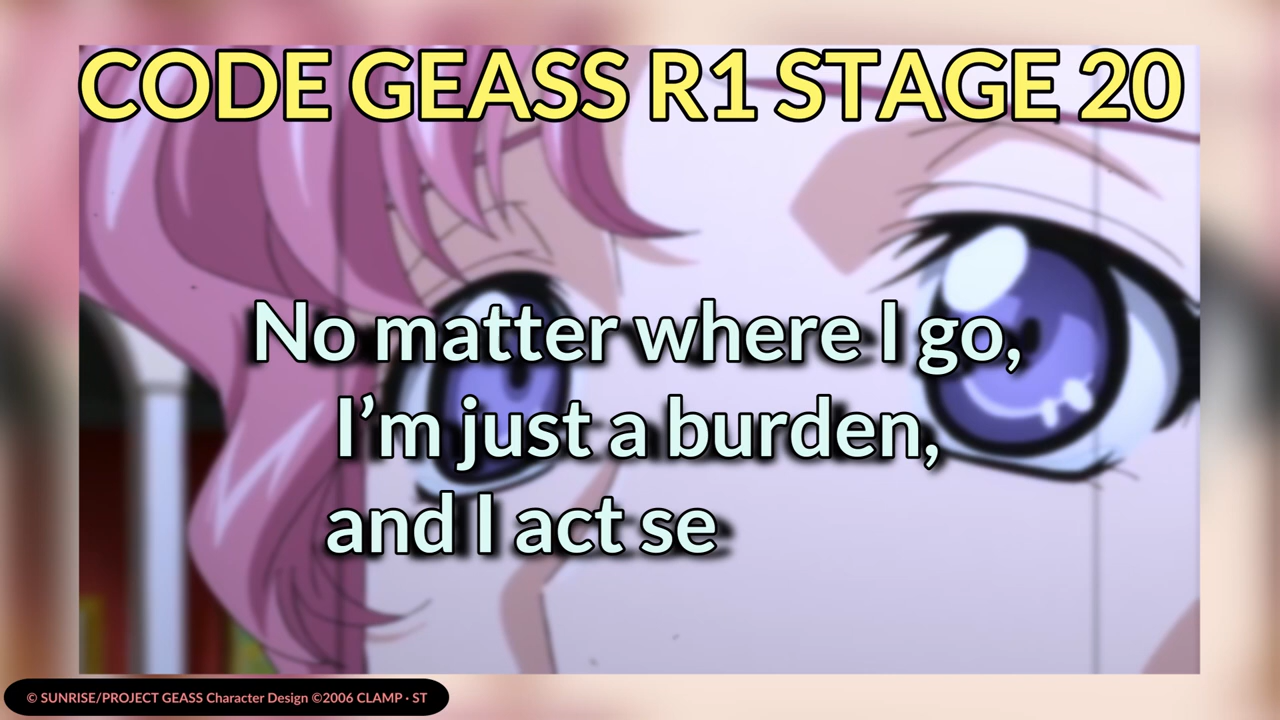 CODE GEASS R1 STAGE 20
No matter where I go,
I’m just a burden,
and I act se
© SUNRISE/PROJECT GEASS Character Design ©2006 CLAMP · ST